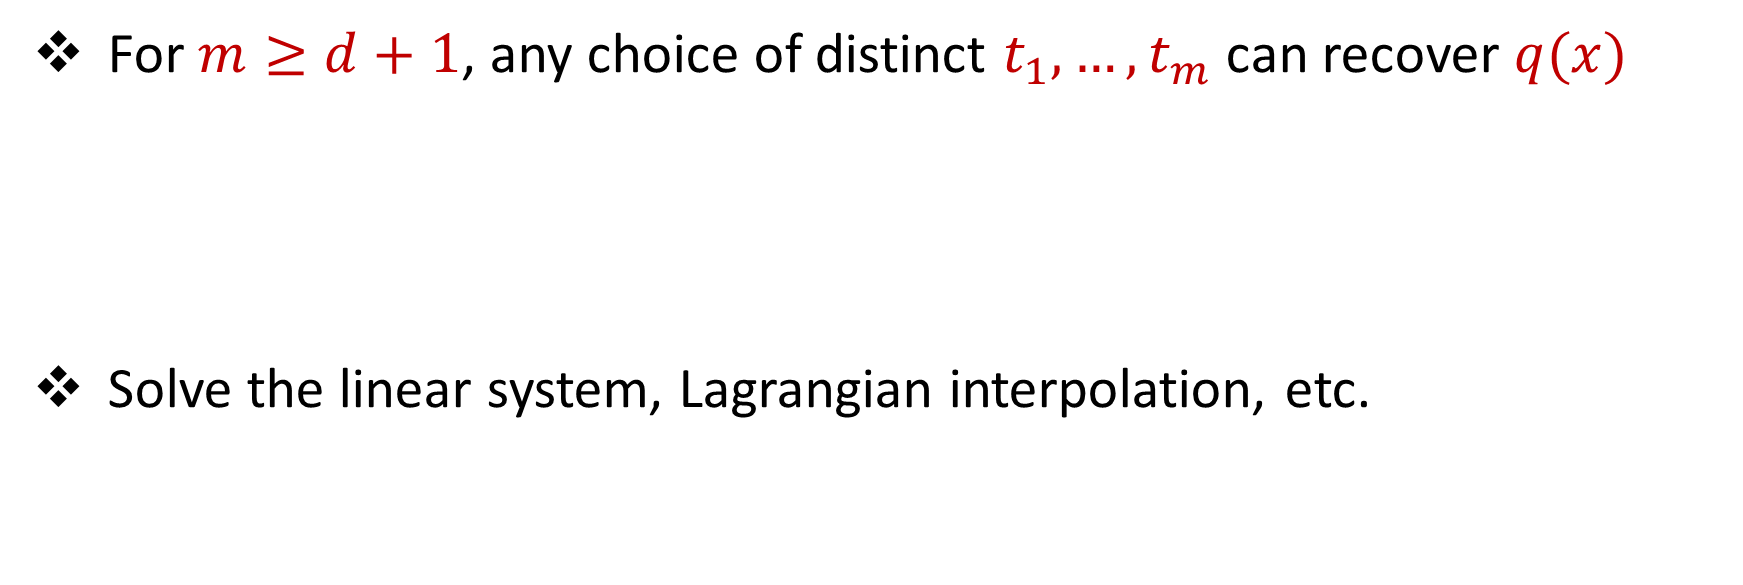 ❖ For m ≥ d + 1, any choice of distinct t₁, … , tₘ can recover q(x)
❖ Solve the linear system, Lagrangian interpolation, etc.